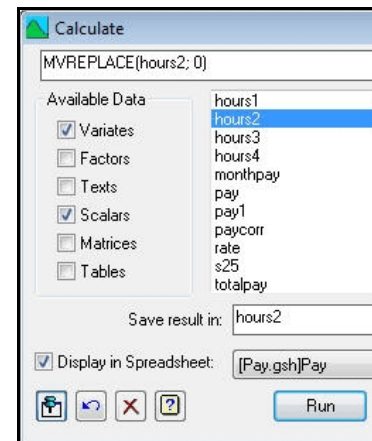 Calculate
MVREPLACE(hours2; 0)
Available Data
Variates
Factors
Texts
Scalars
Matrices
Tables
hours1
hours2
hours3
hours4
monthpay
pay
pay1
paycorr
rate
s25
totalpay
Save result in: hours2
Display in Spreadsheet: [Pay.gsh]Pay
Run